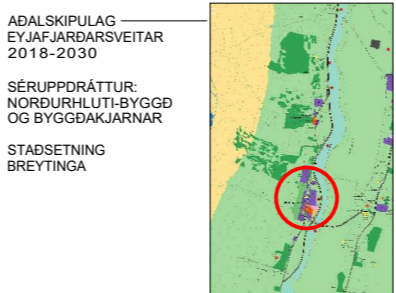 AÐALSKIPULAG
EYJAFJARÐARSVEITAR
2018-2030
SÉRUPPDRÁTTUR:
NORÐURHLUTI-BYGGÐ
OG BYGGÐAKJARNAR
STAÐSETNING
BREYTINGA